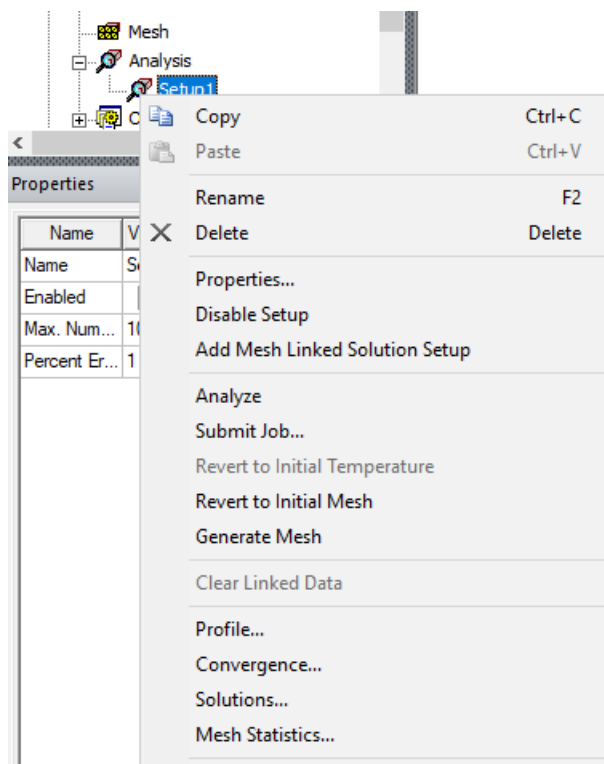 Mesh
Analysis
Setup1
Copy Ctrl+C
Paste Ctrl+V
Properties
Rename F2
Name
Delete Delete
Name
Properties...
Enabled
Disable Setup
Max. Num... 10
Add Mesh Linked Solution Setup
Percent Er... 1
Analyze
Submit Job...
Revert to Initial Temperature
Revert to Initial Mesh
Generate Mesh
Clear Linked Data
Profile...
Convergence...
Solutions...
Mesh Statistics...